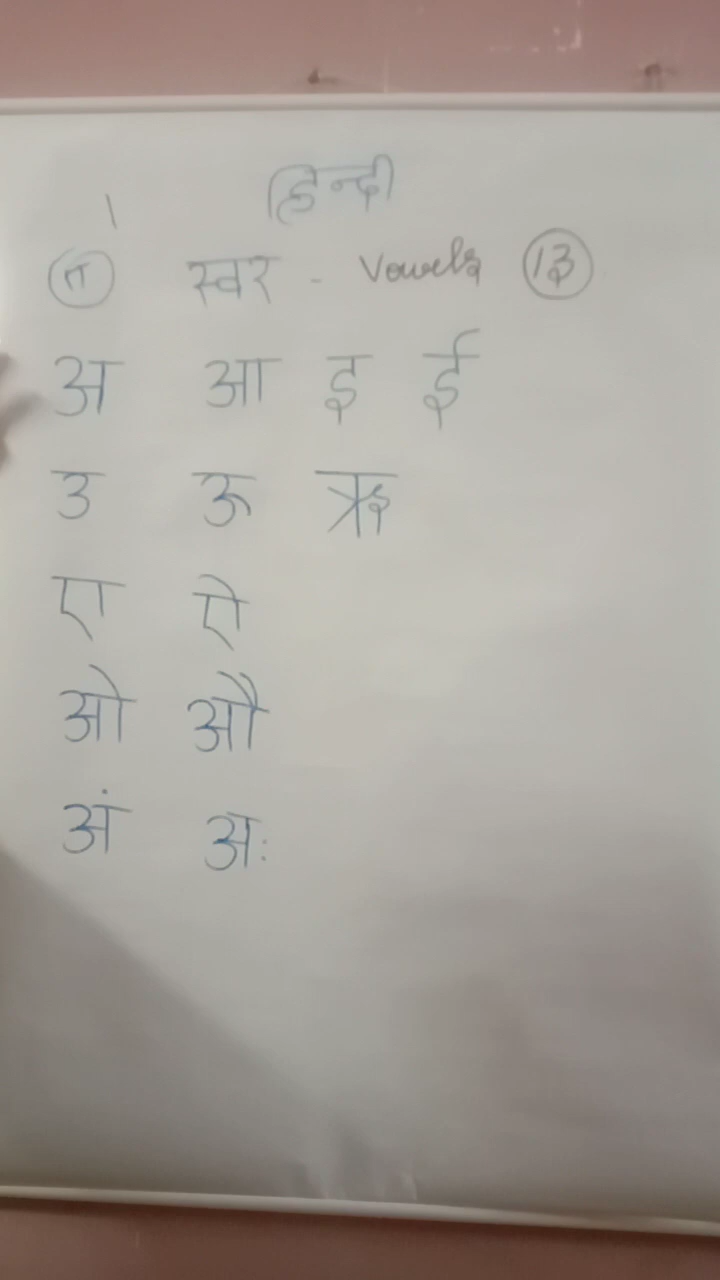 हिन्दी
स्वर - Vowels 13
अ आ इ ई
उ ऊ ऋ
ए ऐ
ओ औ
अं अः